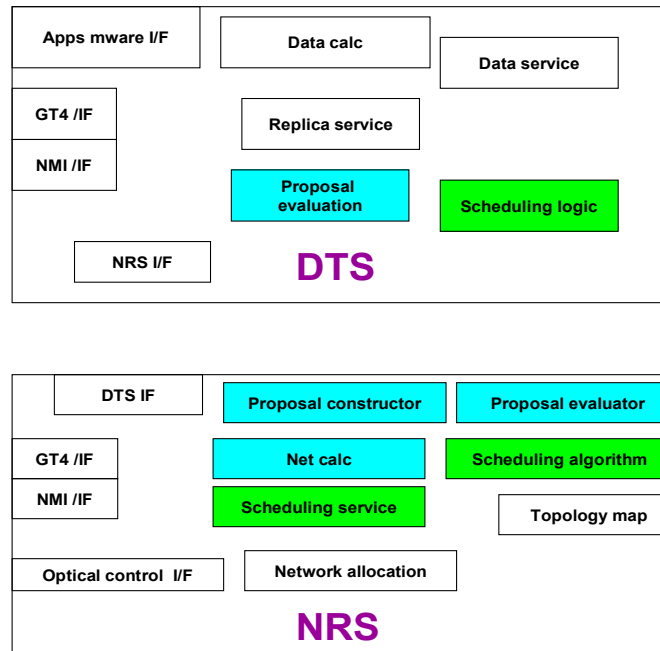 Apps mware I/F
Data calc
Data service
GT4 /IF
Replica service
NMI /IF
Proposal
evaluation
Scheduling logic
NRS I/F
DTS
DTS IF
Proposal constructor
Proposal evaluator
GT4 /IF
Net calc
Scheduling algorithm
NMI /IF
Scheduling service
Topology map
Optical control I/F
Network allocation
NRS